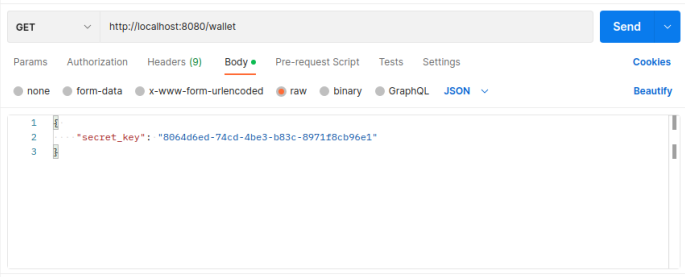 GET http://localhost:8080/wallet Send
Params Authorization Headers (9) Body Pre-request Script Tests Settings Cookies
none form-data x-www-form-urlencoded raw binary GraphQL JSON Beautify
1 {
2 "secret_key": "8064d6ed-74cd-4be3-b83c-8971f8cb96e1"
3 }